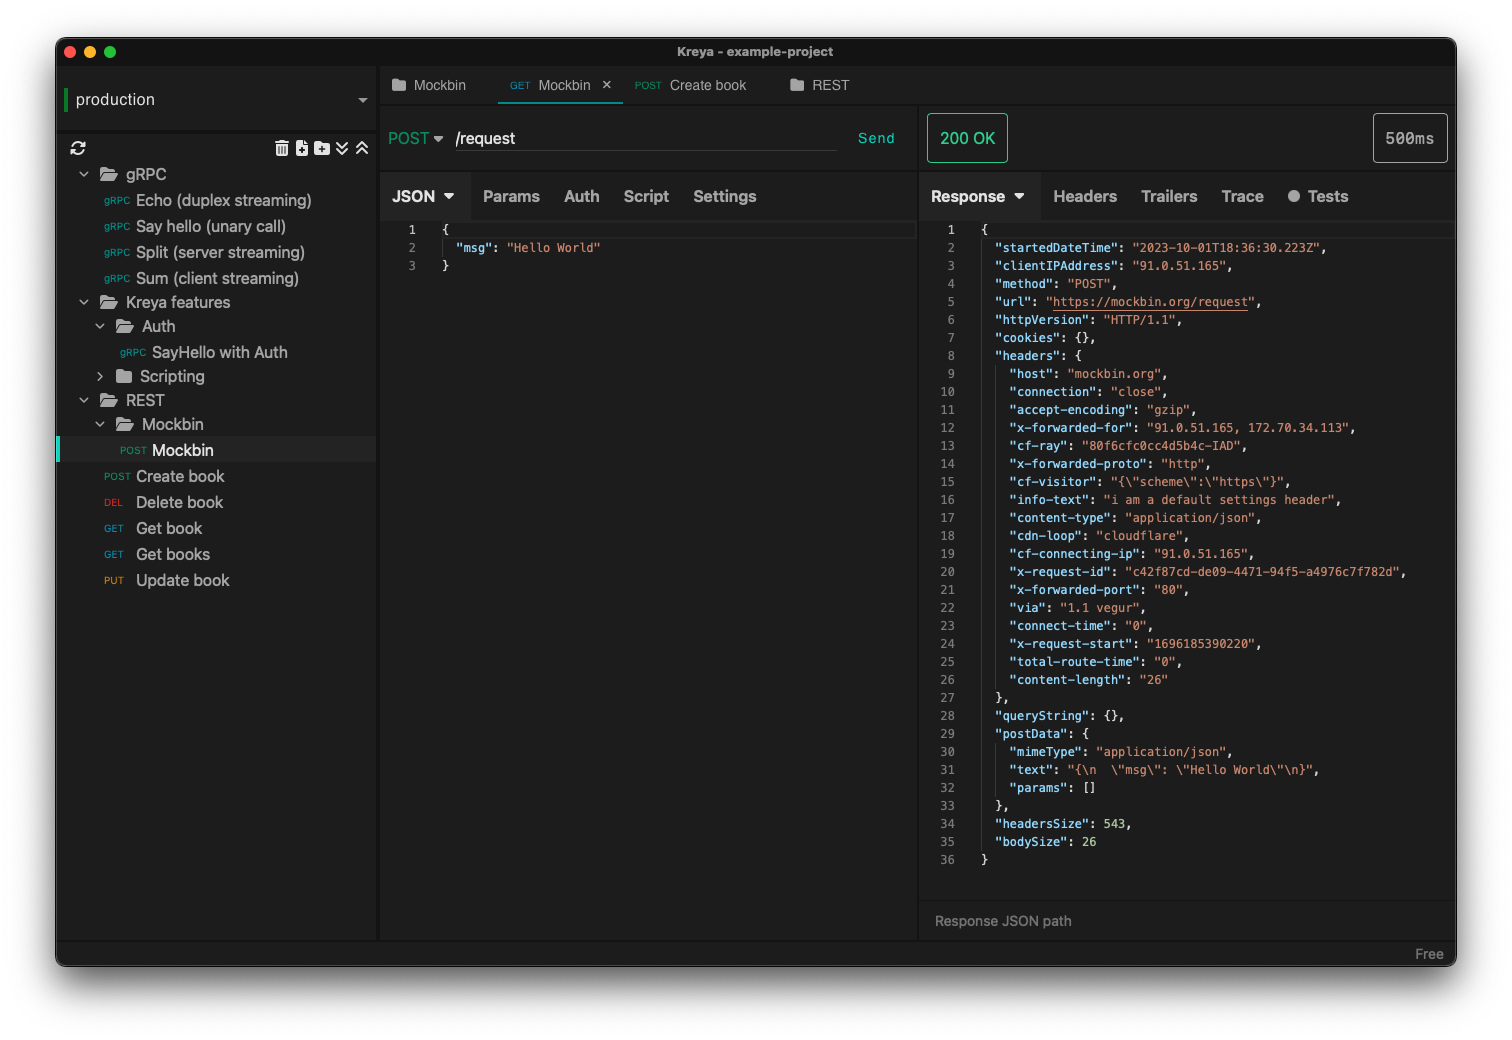 Kreya - example-project
production
Mockbin
GET Mockbin ×
POST Create book
REST
gRPC
gRPC Echo (duplex streaming)
gRPC Say hello (unary call)
gRPC Split (server streaming)
gRPC Sum (client streaming)
Kreya features
Auth
gRPC SayHello with Auth
Scripting
REST
Mockbin
POST Mockbin
POST Create book
DEL Delete book
GET Get book
GET Get books
PUT Update book
POST /request Send
JSON Params Auth Script Settings
1 {
2 "msg": "Hello World"
3 }
200 OK 500ms
Response Headers Trailers Trace Tests
1 {
2 "startedDateTime": "2023-10-01T18:36:30.223Z",
3 "clientIPAddress": "91.0.51.165",
4 "method": "POST",
5 "url": "https://mockbin.org/request",
6 "httpVersion": "HTTP/1.1",
7 "cookies": {},
8 "headers": {
9 "host": "mockbin.org",
10 "connection": "close",
11 "accept-encoding": "gzip",
12 "x-forwarded-for": "91.0.51.165, 172.70.34.113",
13 "cf-ray": "80f6cfc0cc4d5b4c-IAD",
14 "x-forwarded-proto": "http",
15 "cf-visitor": "{\"scheme\":\"https\"}",
16 "info-text": "i am a default settings header",
17 "content-type": "application/json",
18 "cdn-loop": "cloudflare",
19 "cf-connecting-ip": "91.0.51.165",
20 "x-request-id": "c42f87cd-de09-4471-94f5-a4976c7f782d",
21 "x-forwarded-port": "80",
22 "via": "1.1 vegur",
23 "connect-time": "0",
24 "x-request-start": "1696185390220",
25 "total-route-time": "0",
26 "content-length": "26"
27 },
28 "queryString": {},
29 "postData": {
30 "mimeType": "application/json",
31 "text": "{\n  \"msg\": \"Hello World\"\n}",
32 "params": []
33 },
34 "headersSize": 543,
35 "bodySize": 26
36 }
Response JSON path
Free